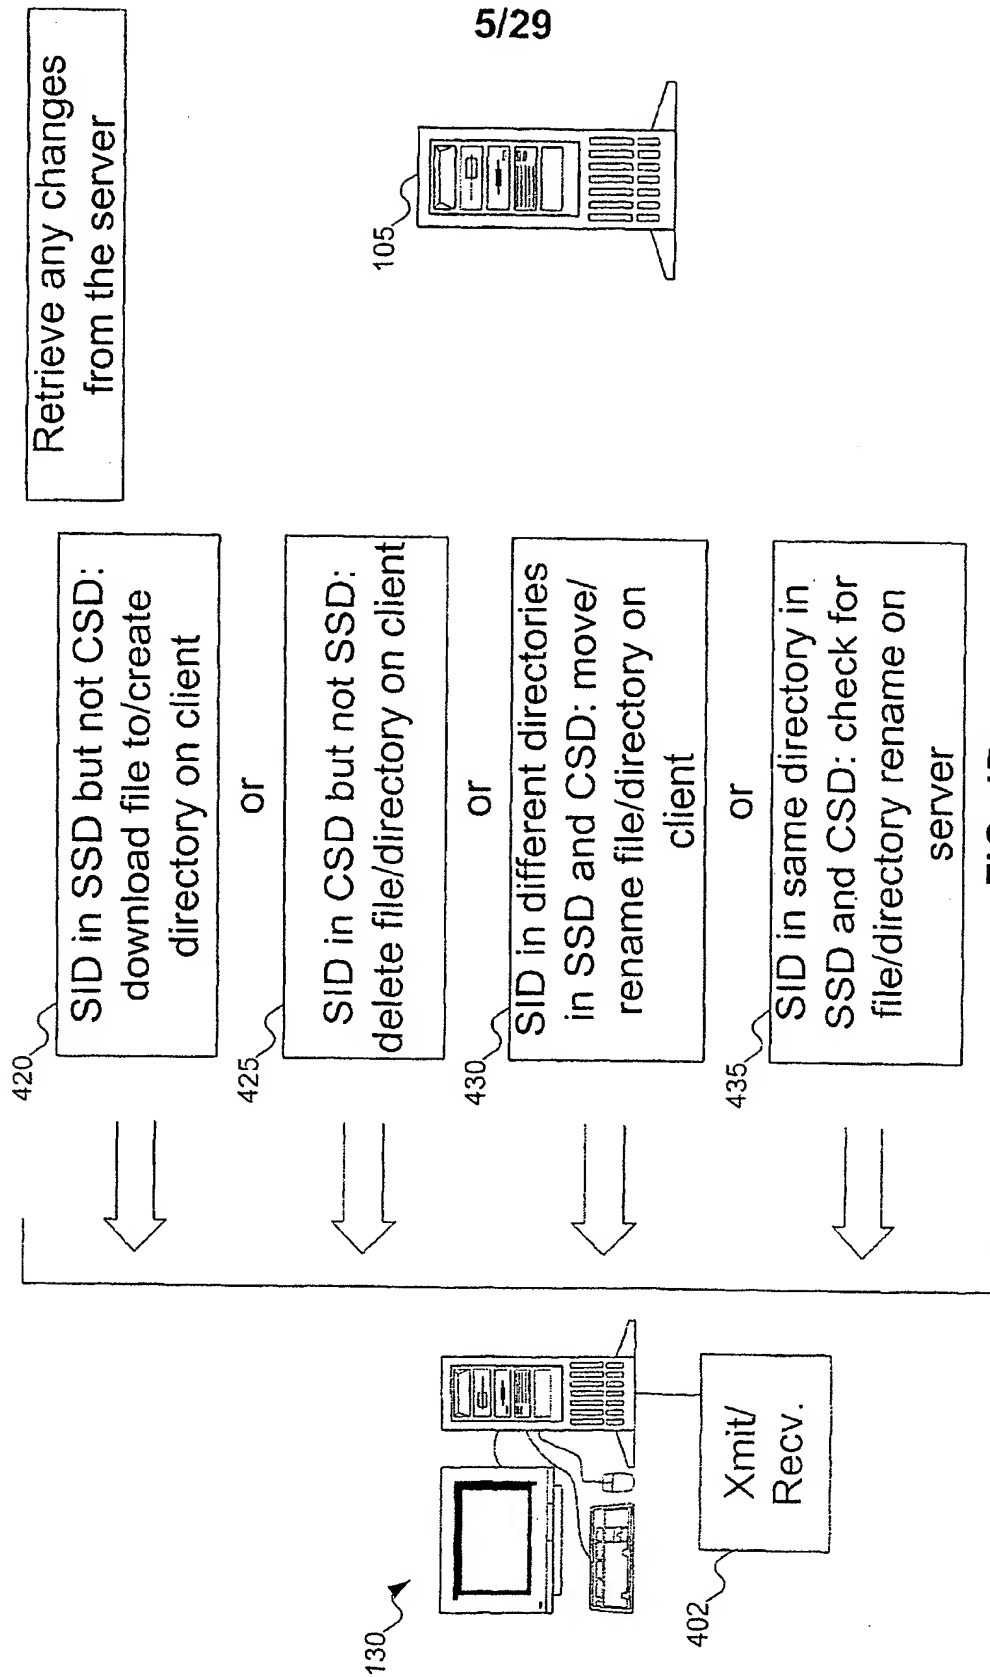 5/29
Retrieve any changes
from the server
105
420
SID in SSD but not CSD:
download file to/create
directory on client
or
425
SID in CSD but not SSD:
delete file/directory on client
or
430
SID in different directories
in SSD and CSD: move/
rename file/directory on
client
or
435
SID in same directory in
SSD and CSD: check for
file/directory rename on
server
130
402
Xmit/
Recv.